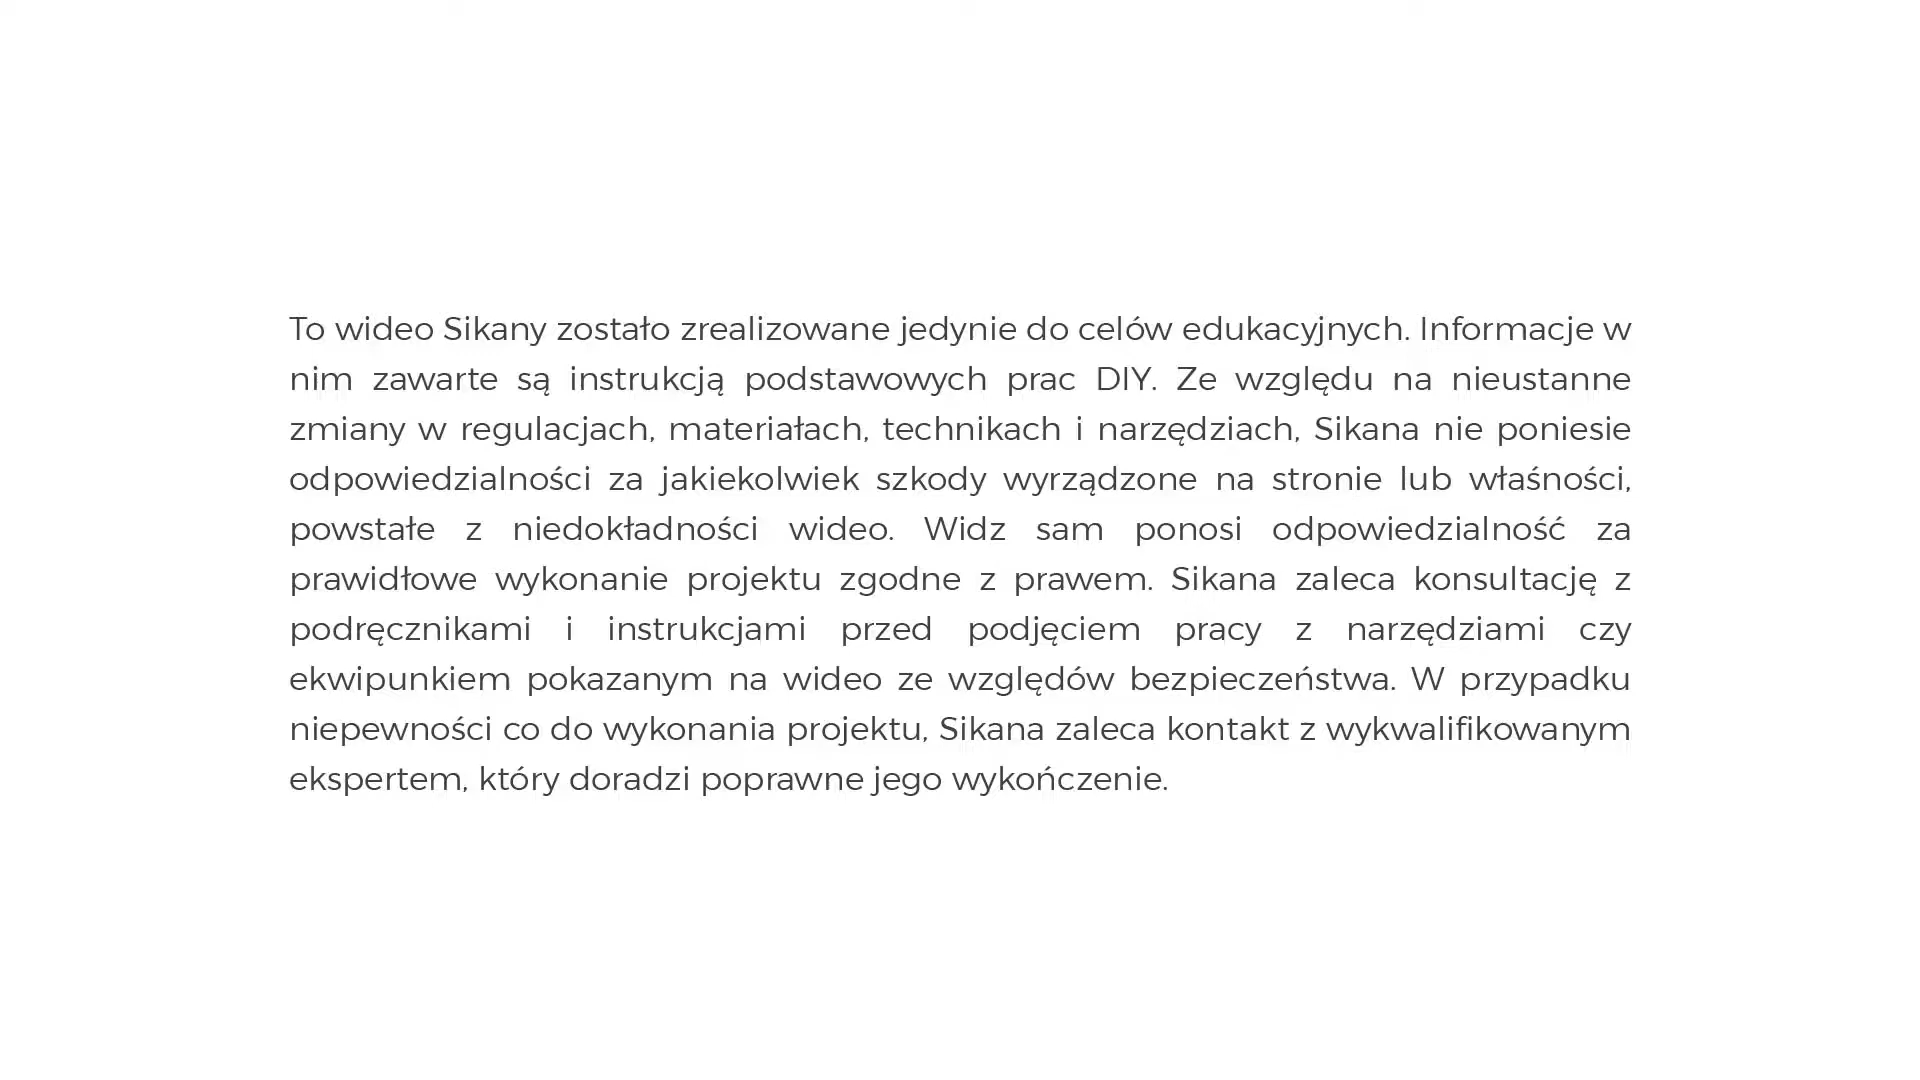 To wideo Sikany zostało zrealizowane jedynie do celów edukacyjnych. Informacje w
nim zawarte są instrukcją podstawowych prac DIY. Ze względu na nieustanne
zmiany w regulacjach, materiałach, technikach i narzędziach, Sikana nie poniesie
odpowiedzialności za jakiekolwiek szkody wyrządzone na stronie lub właśności,
powstałe z niedokładności wideo. Widz sam ponosi odpowiedzialność za
prawidłowe wykonanie projektu zgodne z prawem. Sikana zaleca konsultację z
podręcznikami i instrukcjami przed podjęciem pracy z narzędziami czy
ekwipunkiem pokazanym na wideo ze względów bezpieczeństwa. W przypadku
niepewności co do wykonania projektu, Sikana zaleca kontakt z wykwalifikowanym
ekspertem, który doradzi poprawne jego wykończenie.